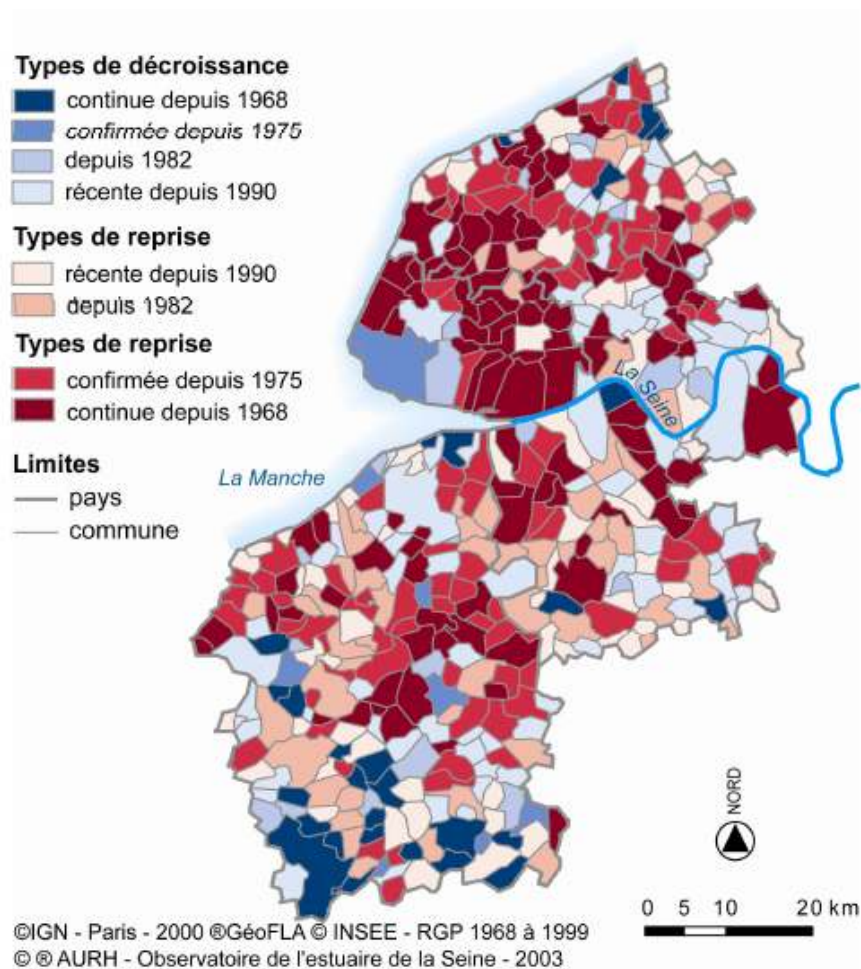 Types de décroissance
continue depuis 1968
confirmée depuis 1975
depuis 1982
récente depuis 1990
Types de reprise
récente depuis 1990
depuis 1982
Types de reprise
confirmée depuis 1975
continue depuis 1968
Limites
pays
commune
La Seine
La Manche
NORD
0 5 10 20 km
©IGN - Paris - 2000 ®GéoFLA © INSEE - RGP 1968 à 1999
© ® AURH - Observatoire de l'estuaire de la Seine - 2003